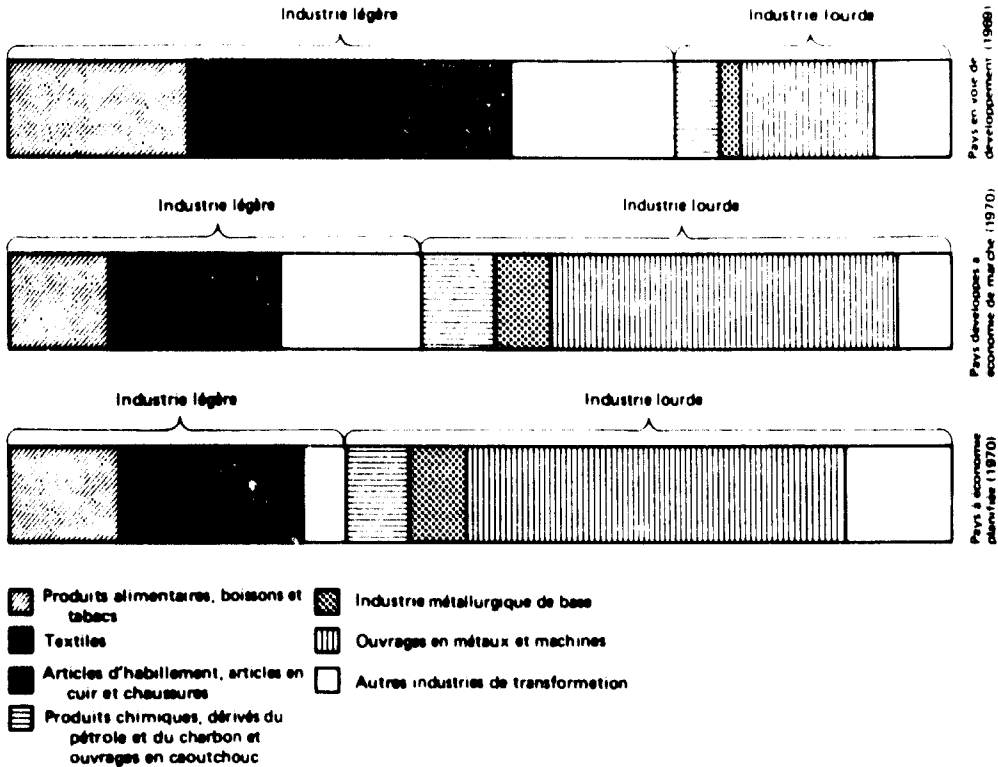 Industrie légère
Industrie lourde
Pays en voie de
développement (1969)
Industrie légère
Industrie lourde
Pays développés à
économie de marche (1970)
Industrie légère
Industrie lourde
Pays à économie
planifiée (1970)
Produits alimentaires, boissons et
tabacs
Textiles
Articles d'habillement, articles en
cuir et chaussures
Produits chimiques, dérivés du
pétrole et du charbon et
ouvrages en caoutchouc
Industrie métallurgique de base
Ouvrages en métaux et machines
Autres industries de transformation